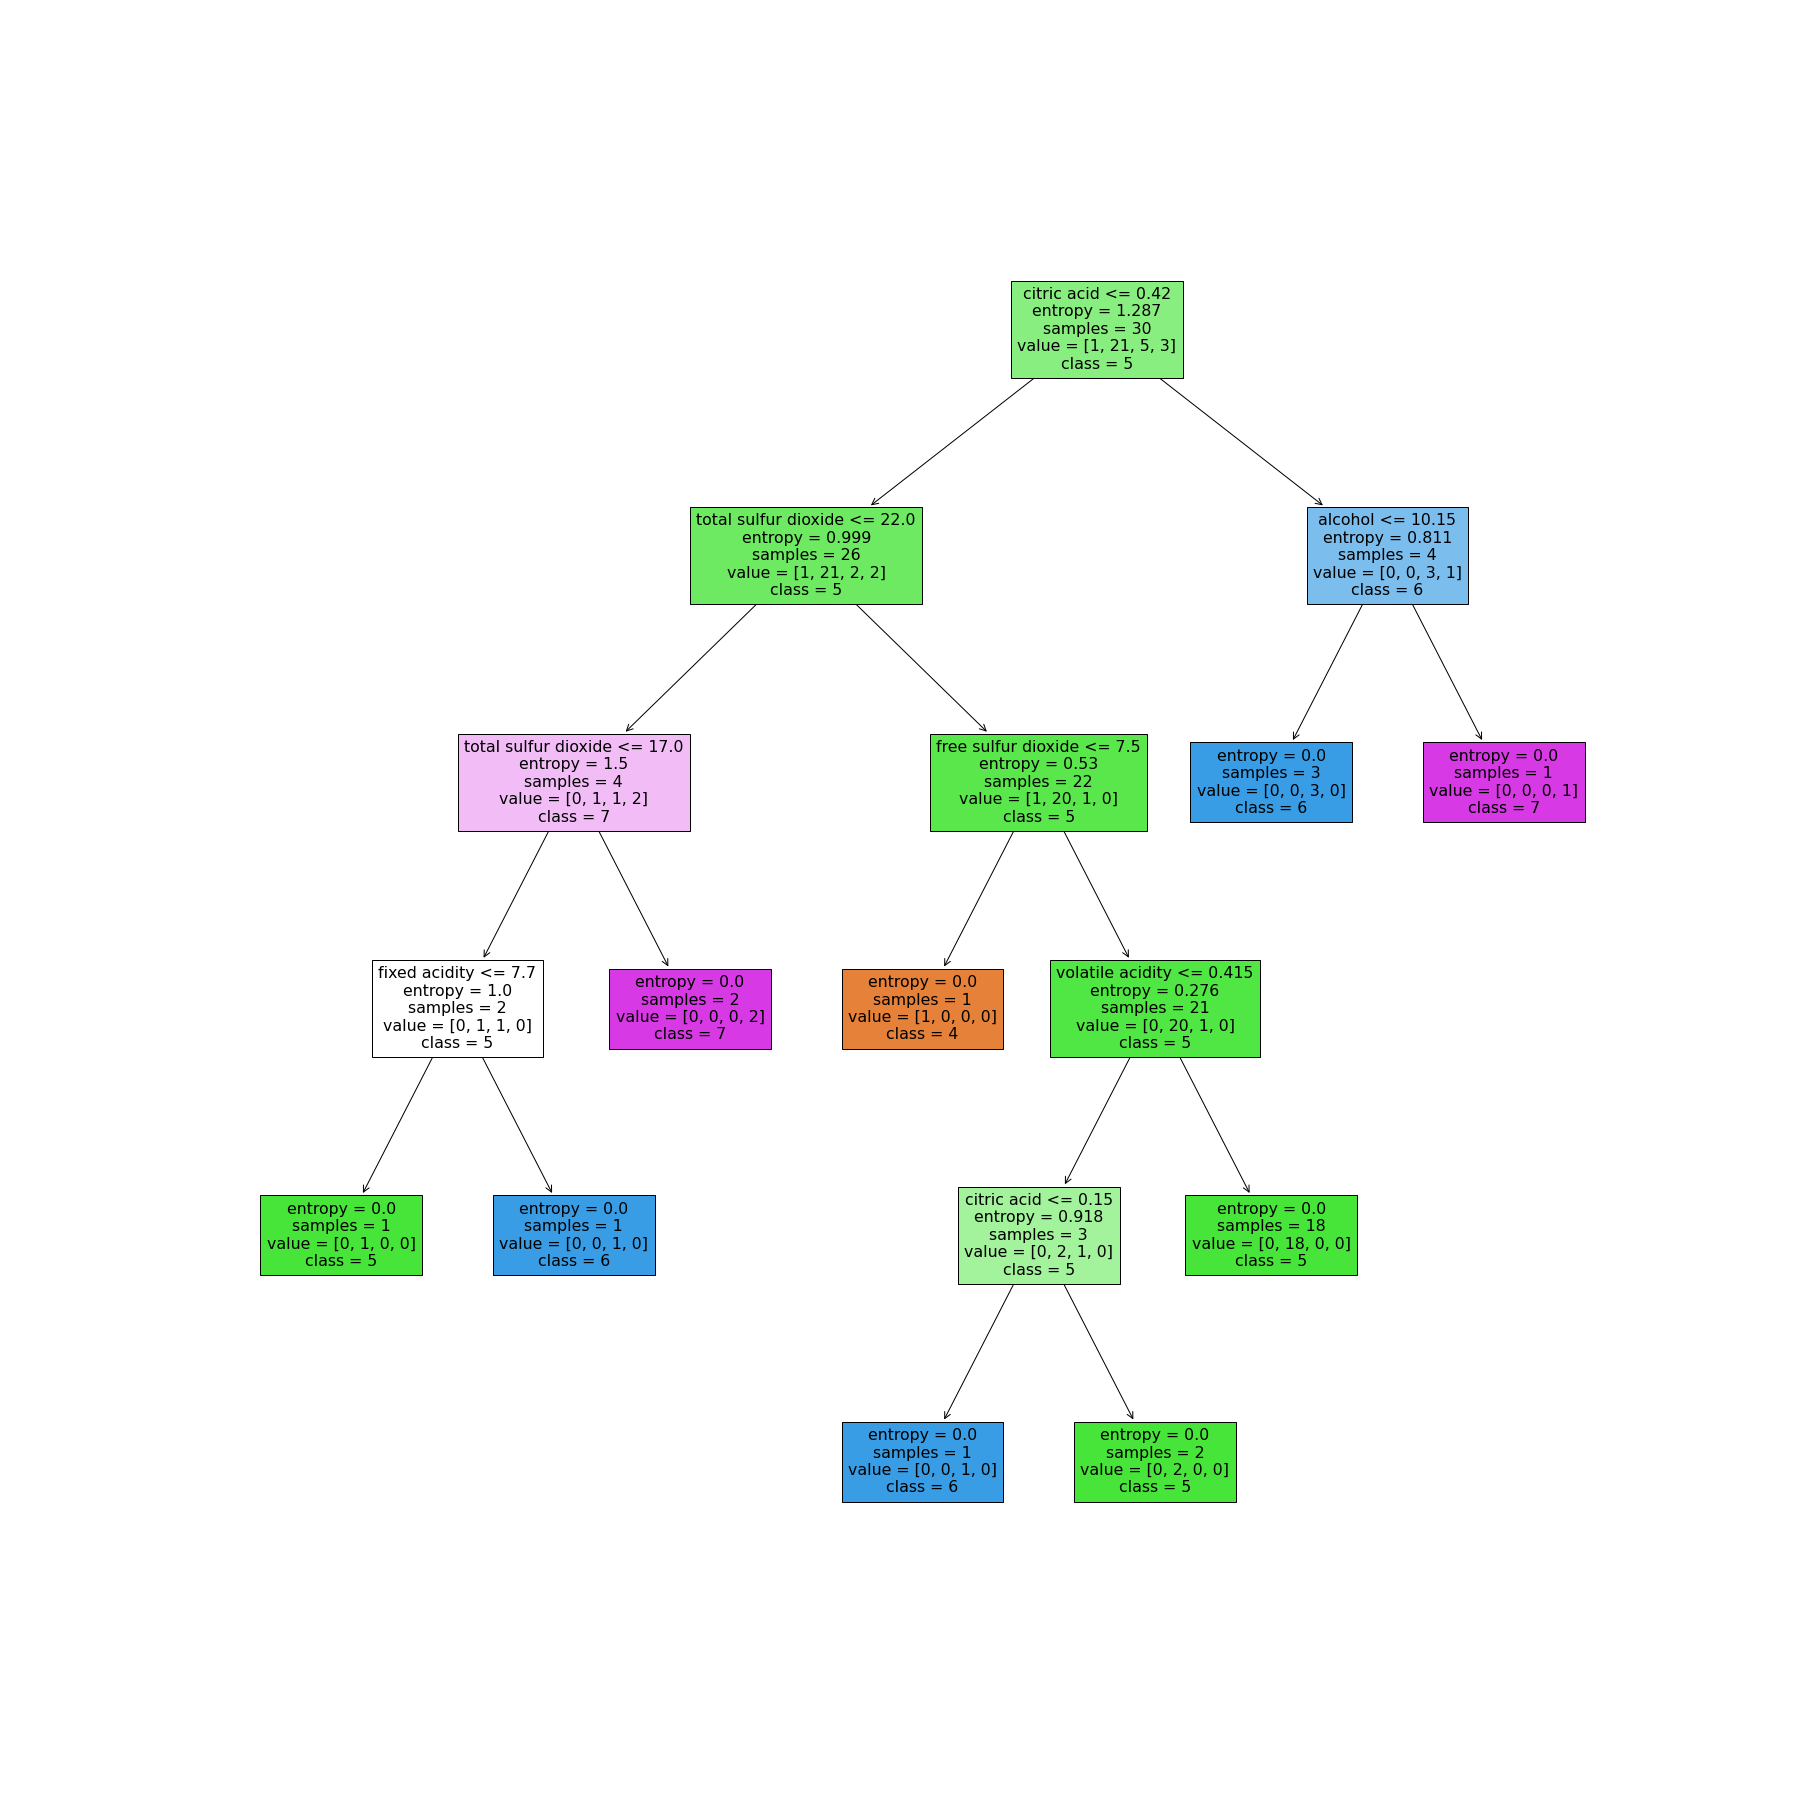 citric acid <= 0.42
entropy = 1.287
samples = 30
value = [1, 21, 5, 3]
class = 5
total sulfur dioxide <= 22.0
entropy = 0.999
samples = 26
value = [1, 21, 2, 2]
class = 5
alcohol <= 10.15
entropy = 0.811
samples = 4
value = [0, 0, 3, 1]
class = 6
total sulfur dioxide <= 17.0
entropy = 1.5
samples = 4
value = [0, 1, 1, 2]
class = 7
free sulfur dioxide <= 7.5
entropy = 0.53
samples = 22
value = [1, 20, 1, 0]
class = 5
entropy = 0.0
samples = 3
value = [0, 0, 3, 0]
class = 6
entropy = 0.0
samples = 1
value = [0, 0, 0, 1]
class = 7
fixed acidity <= 7.7
entropy = 1.0
samples = 2
value = [0, 1, 1, 0]
class = 5
entropy = 0.0
samples = 2
value = [0, 0, 0, 2]
class = 7
entropy = 0.0
samples = 1
value = [1, 0, 0, 0]
class = 4
volatile acidity <= 0.415
entropy = 0.276
samples = 21
value = [0, 20, 1, 0]
class = 5
entropy = 0.0
samples = 1
value = [0, 1, 0, 0]
class = 5
entropy = 0.0
samples = 1
value = [0, 0, 1, 0]
class = 6
citric acid <= 0.15
entropy = 0.918
samples = 3
value = [0, 2, 1, 0]
class = 5
entropy = 0.0
samples = 18
value = [0, 18, 0, 0]
class = 5
entropy = 0.0
samples = 1
value = [0, 0, 1, 0]
class = 6
entropy = 0.0
samples = 2
value = [0, 2, 0, 0]
class = 5